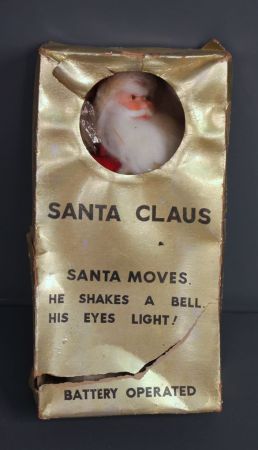 SANTA CLAUS
SANTA MOVES.
HE SHAKES A BELL.
HIS EYES LIGHT!
BATTERY OPERATED